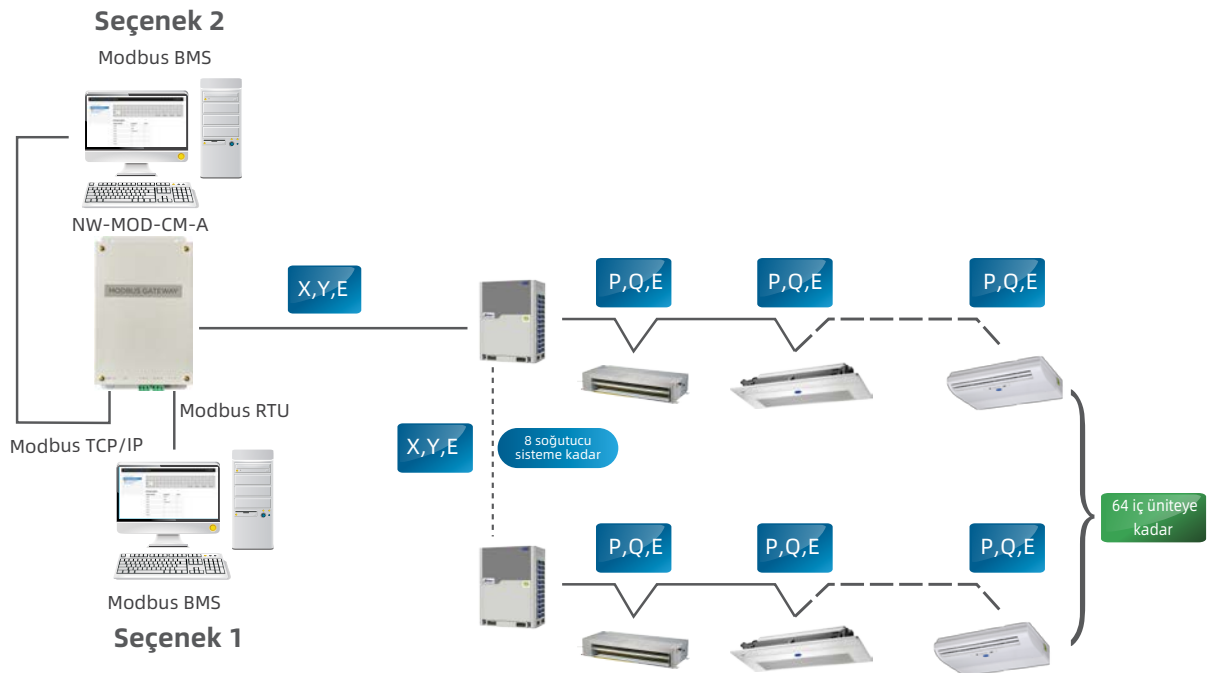 Seçenek 2
Modbus BMS
NW-MOD-CM-A
MODBUS GATEWAY
X,Y,E
P,Q,E
P,Q,E
P,Q,E
Modbus RTU
Modbus TCP/IP
X,Y,E
8 soğutucu
sisteme kadar
64 iç üniteye
kadar
P,Q,E
P,Q,E
P,Q,E
Modbus BMS
Seçenek 1